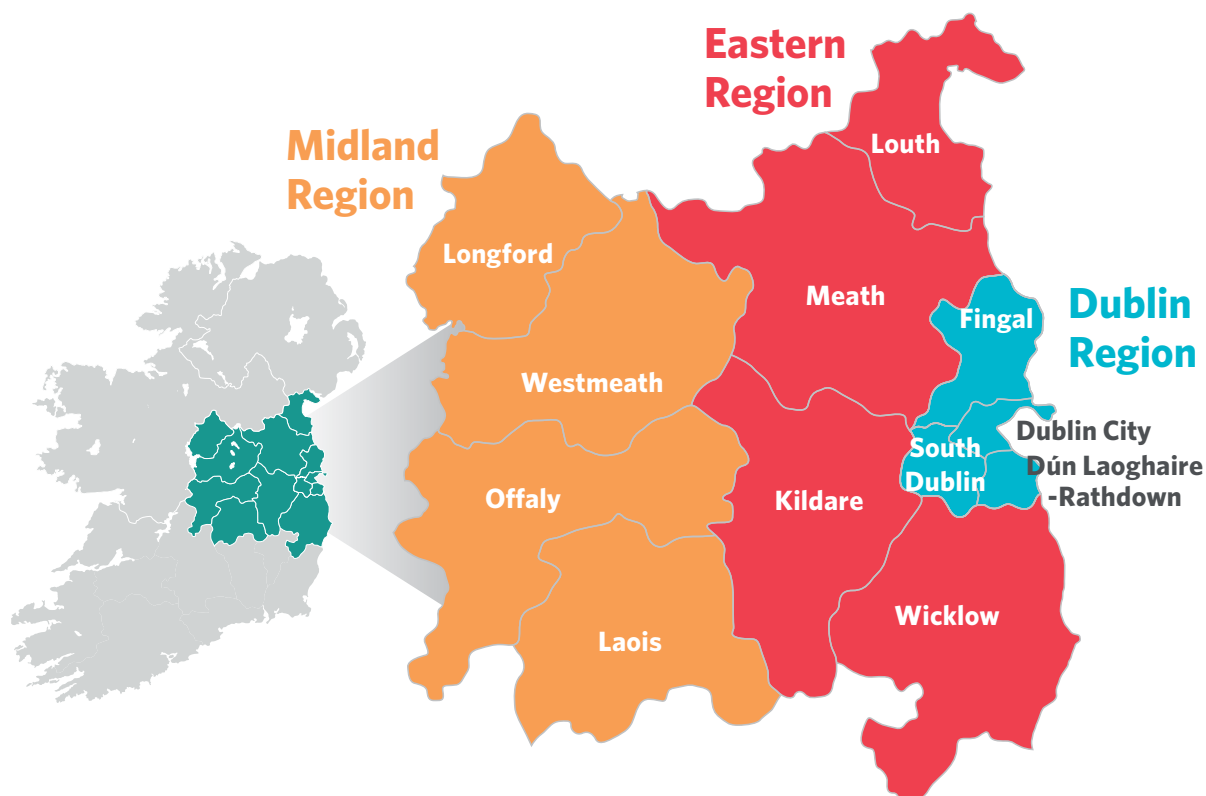 Eastern
Region
Midland
Region
Louth
Longford
Meath
Dublin
Region
Fingal
Westmeath
Dublin City
South
Dublin
Dún Laoghaire
-Rathdown
Offaly
Kildare
Wicklow
Laois